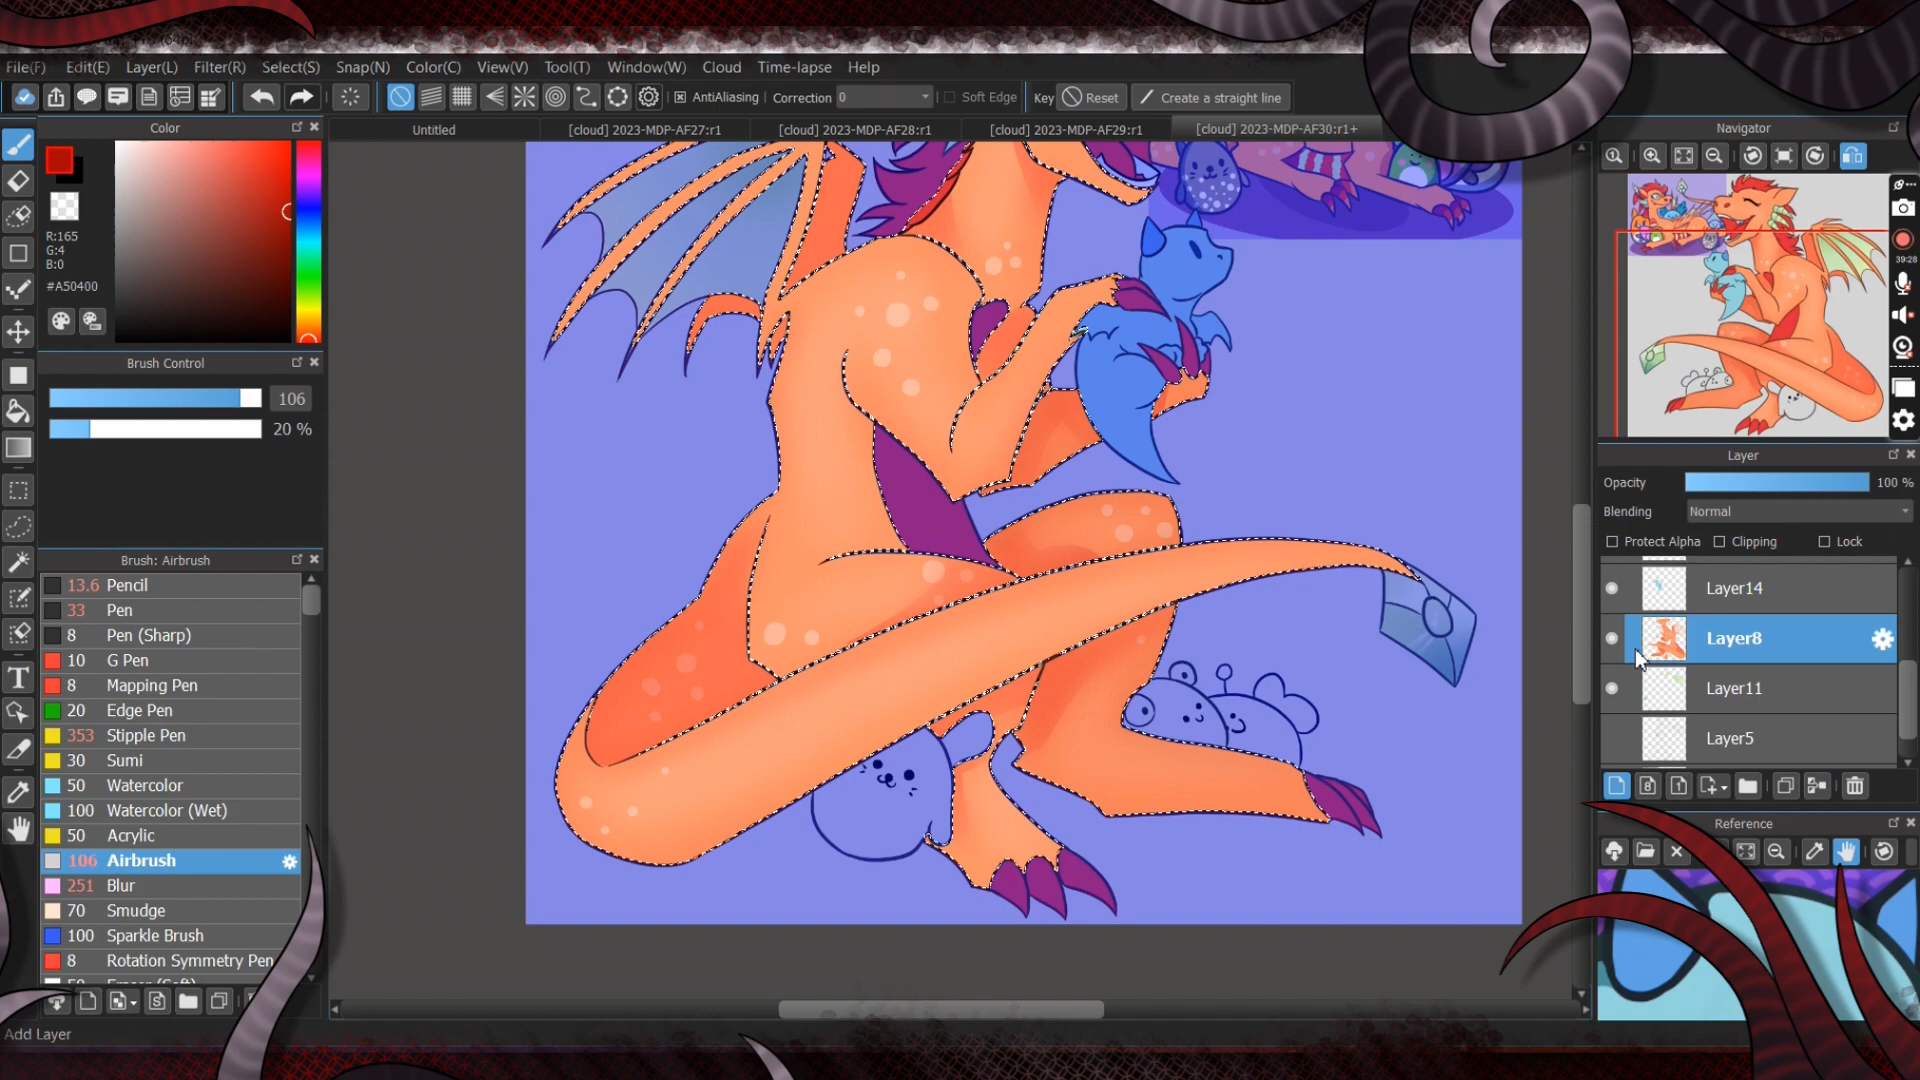 File(F) Edit(E) Layer(L) Filter(R) Select(S) Snap(N) Color(C) View(V) Tool(T) Window(W) Cloud Time-lapse Help
AntiAliasing Correction 0 Soft Edge Key Reset Create a straight line
Color
Untitled [cloud] 2023-MDP-AF27:r1 [cloud] 2023-MDP-AF28:r1 [cloud] 2023-MDP-AF29:r1 [cloud] 2023-MDP-AF30:r1+
Navigator
R:165
G:4
B:0
#A50400
39:28
Brush Control
106
20 %
Layer
Opacity 100 %
Blending Normal
Protect Alpha Clipping Lock
Layer14
Layer8
Layer11
Layer5
Brush: Airbrush
13.6 Pencil
33 Pen
8 Pen (Sharp)
10 G Pen
8 Mapping Pen
20 Edge Pen
353 Stipple Pen
30 Sumi
50 Watercolor
100 Watercolor (Wet)
50 Acrylic
106 Airbrush
251 Blur
70 Smudge
100 Sparkle Brush
8 Rotation Symmetry Pen
Reference
Add Layer